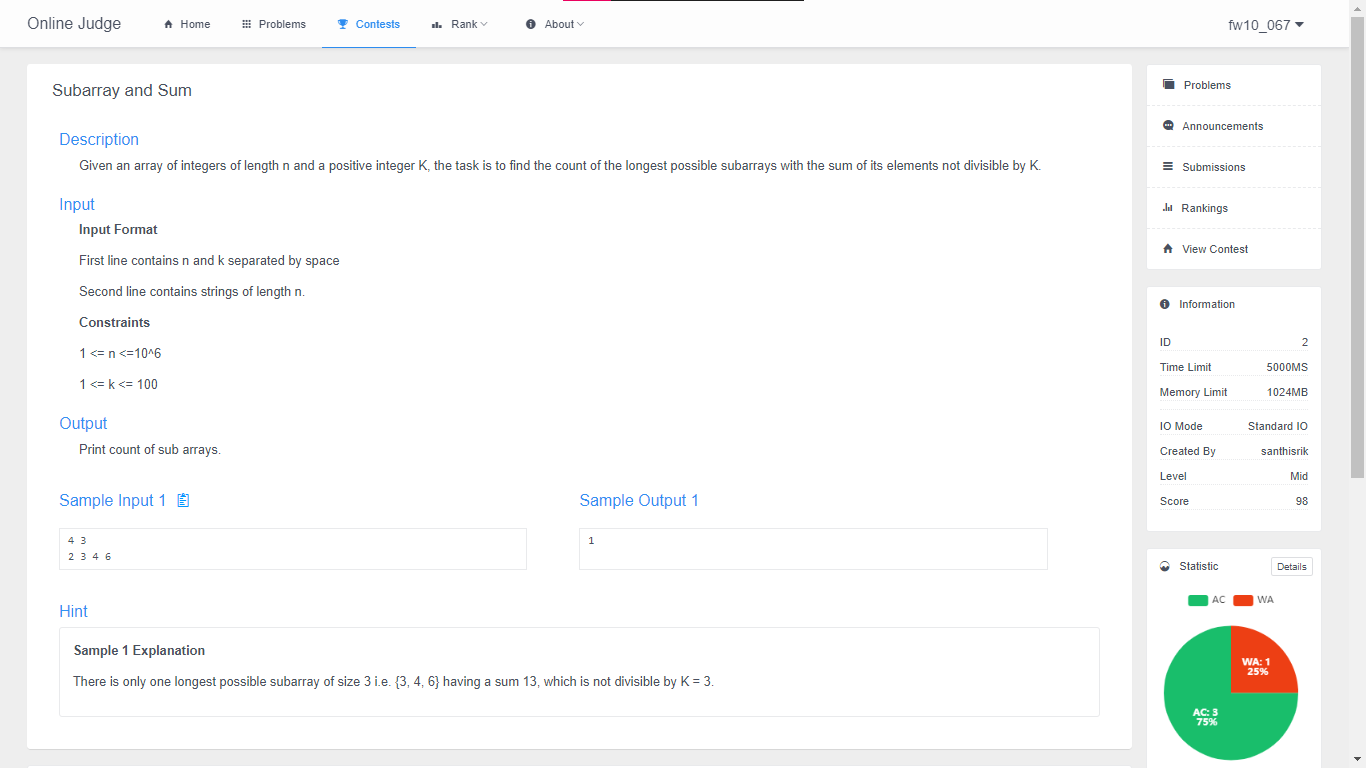 Online Judge
Home
Problems
Contests
Rank
About
fw10_067
Subarray and Sum
Description
Given an array of integers of length n and a positive integer K, the task is to find the count of the longest possible subarrays with the sum of its elements not divisible by K.
Input
Input Format
First line contains n and k separated by space
Second line contains strings of length n.
Constraints
1 <= n <=10^6
1 <= k <= 100
Output
Print count of sub arrays.
Sample Input 1
4 3
2 3 4 6
Sample Output 1
1
Hint
Sample 1 Explanation
There is only one longest possible subarray of size 3 i.e. {3, 4, 6} having a sum 13, which is not divisible by K = 3.
Problems
Announcements
Submissions
Rankings
View Contest
Information
ID 2
Time Limit 5000MS
Memory Limit 1024MB
IO Mode Standard IO
Created By santhisrik
Level Mid
Score 98
Statistic Details
AC WA
WA: 1
25%
AC: 3
75%